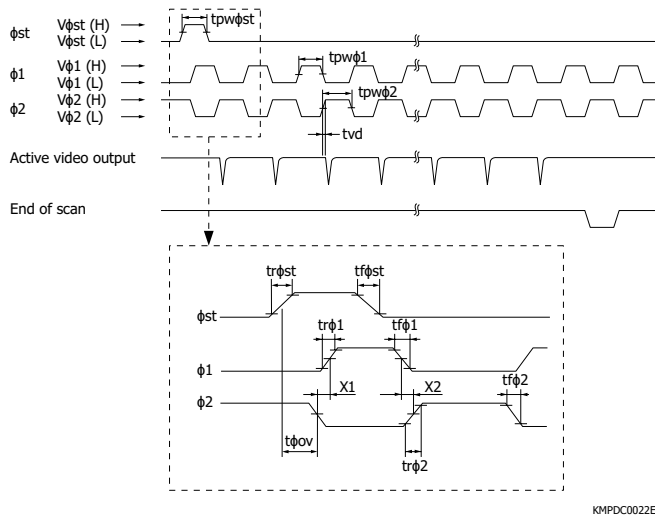 tpwϕst
ϕst
Vϕst (H)
Vϕst (L)
tpwϕ1
ϕ1
Vϕ1 (H)
Vϕ1 (L)
tpwϕ2
ϕ2
Vϕ2 (H)
Vϕ2 (L)
tvd
Active video output
End of scan
trϕst
tfϕst
ϕst
trϕ1
tfϕ1
ϕ1
X1
X2
tfϕ2
ϕ2
tϕov
trϕ2
KMPDC0022E